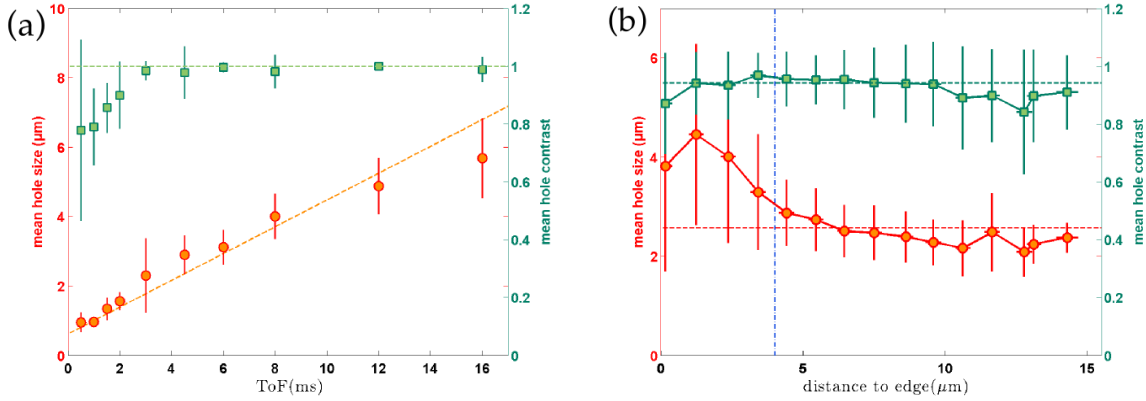 (a)
mean hole size (μm)
10
8
6
4
2
0
0 2 4 6 8 10 12 14 16
ToF(ms)
1.2
1
0.8
0.6
0.4
0.2
0
mean hole contrast
(b)
mean hole size (μm)
6
4
2
0
0 5 10 15
distance to edge(μm)
1.2
1
0.8
0.6
0.4
0.2
0
mean hole contrast